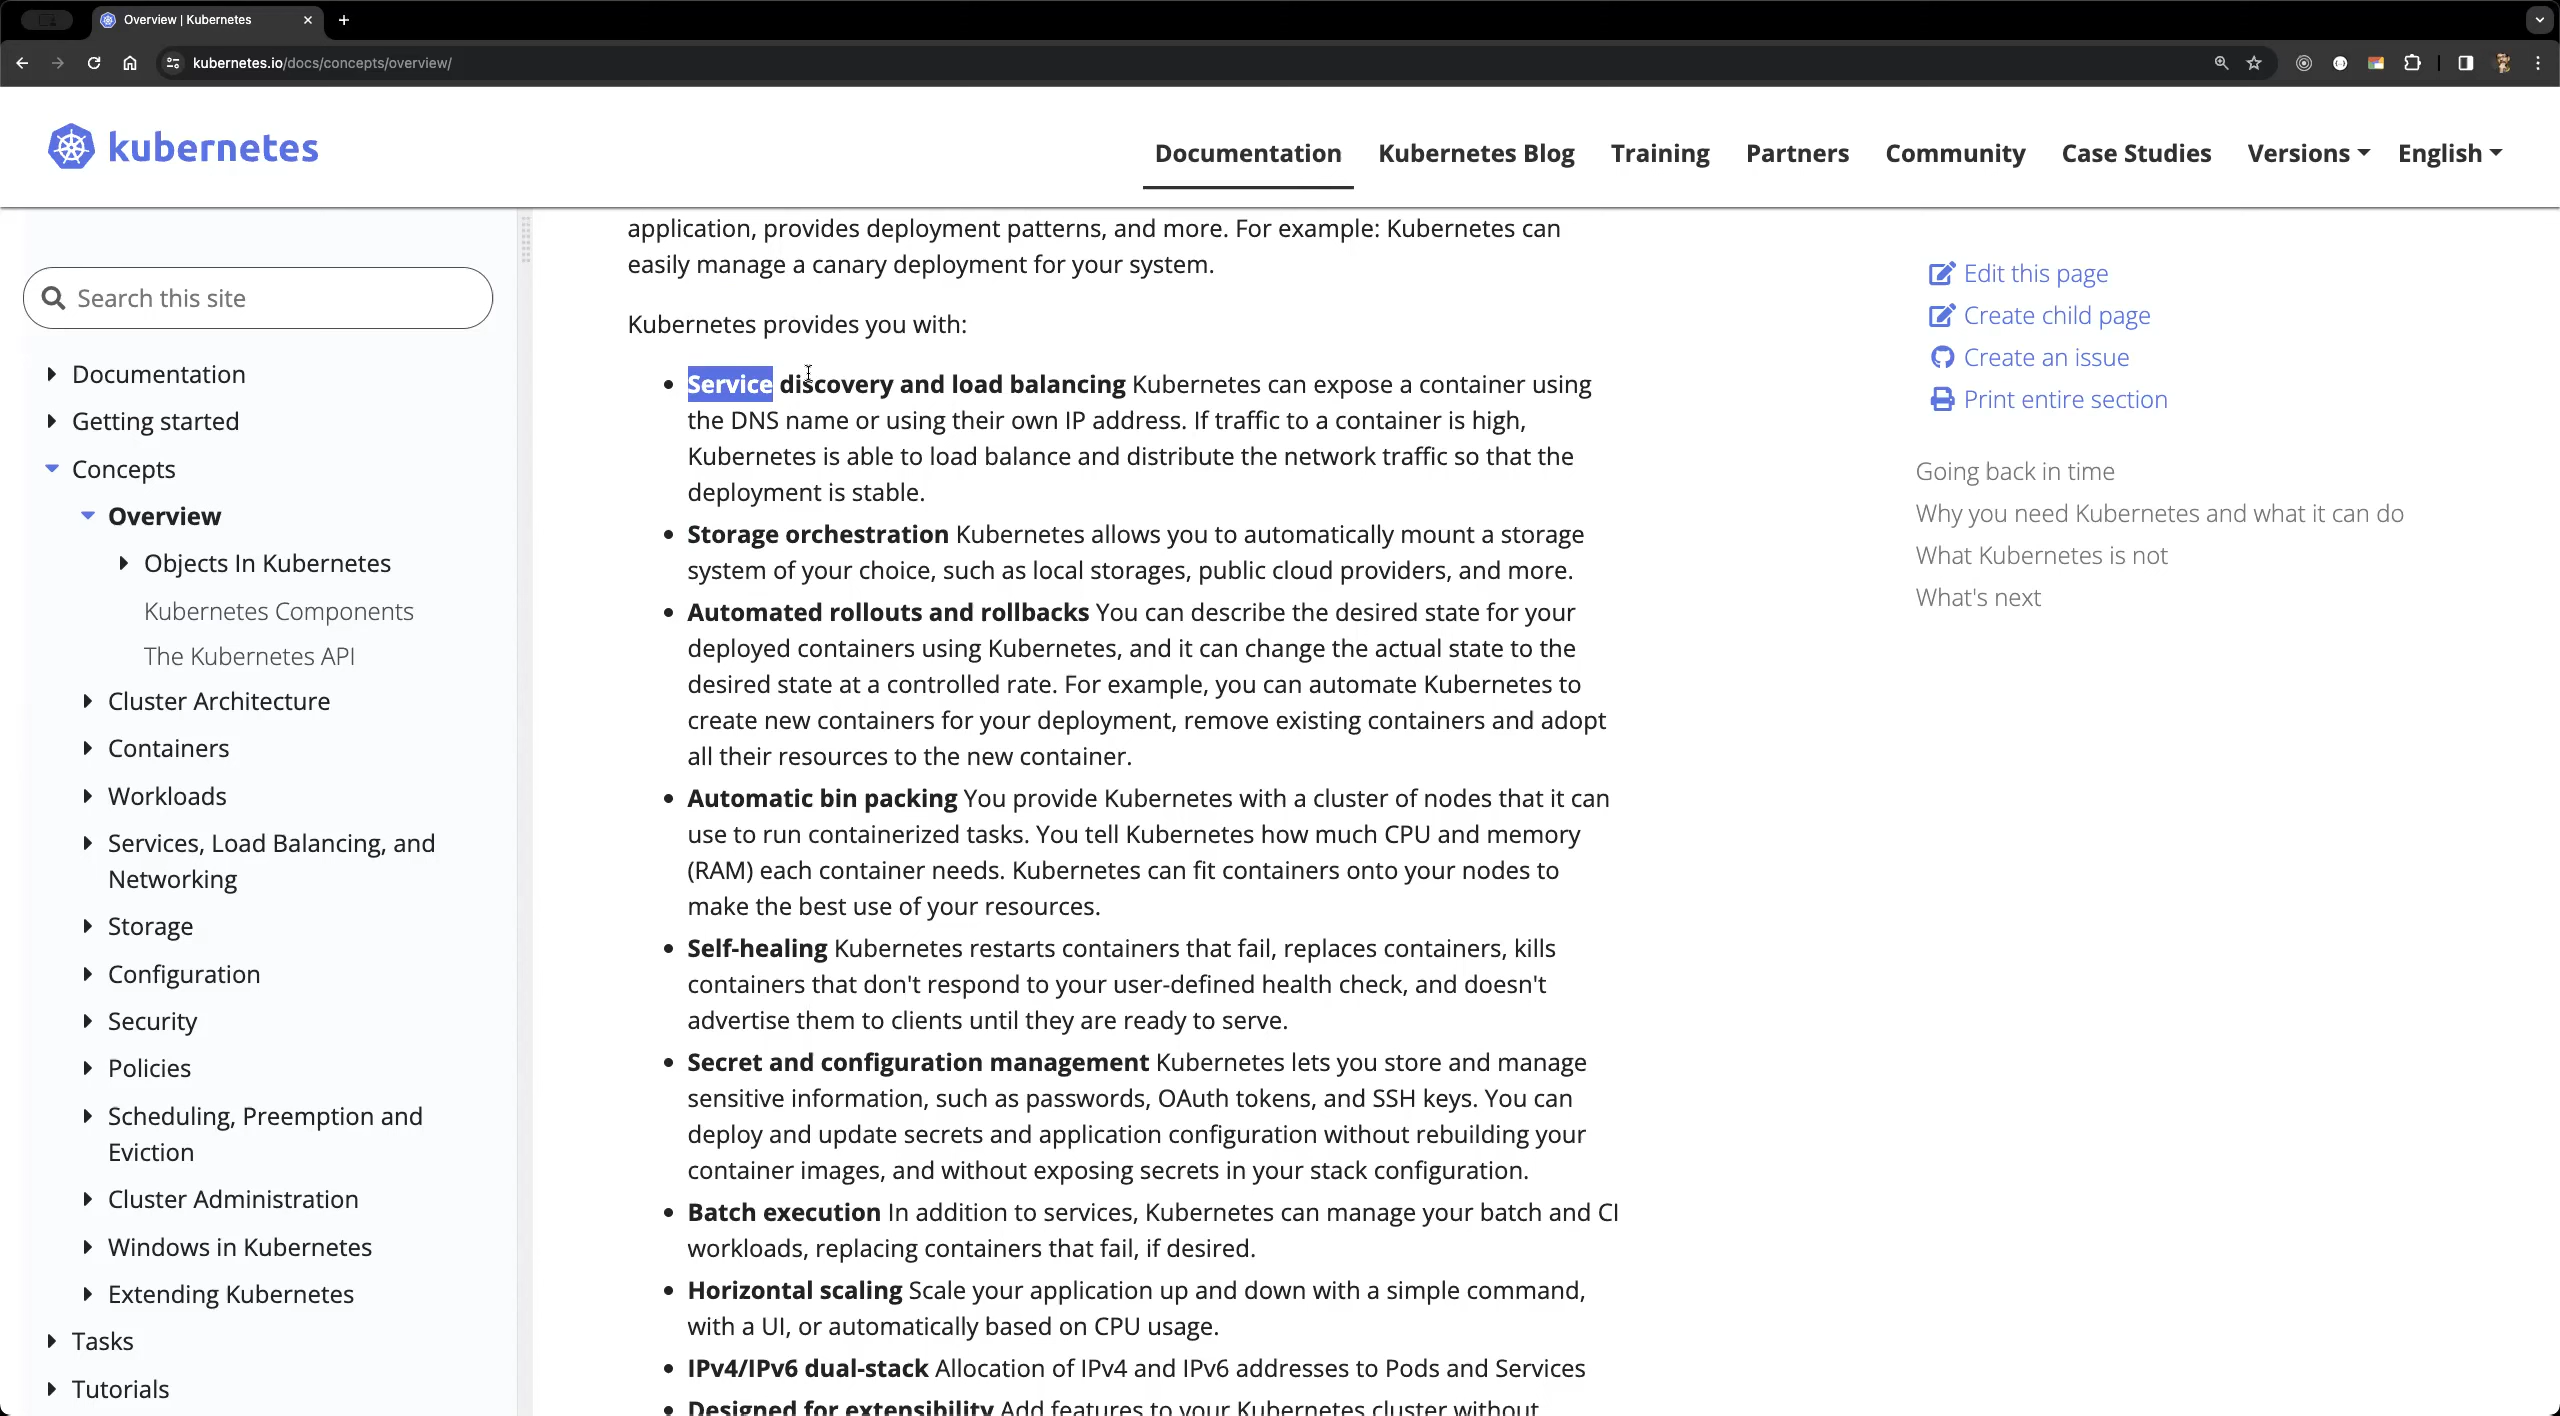 Overview | Kubernetes
kubernetes.io/docs/concepts/overview/
kubernetes
Documentation
Kubernetes Blog
Training
Partners
Community
Case Studies
Versions
English
Search this site
Documentation
Getting started
Concepts
Overview
Objects In Kubernetes
Kubernetes Components
The Kubernetes API
Cluster Architecture
Containers
Workloads
Services, Load Balancing, and
Networking
Storage
Configuration
Security
Policies
Scheduling, Preemption and
Eviction
Cluster Administration
Windows in Kubernetes
Extending Kubernetes
Tasks
Tutorials
application, provides deployment patterns, and more. For example: Kubernetes can
easily manage a canary deployment for your system.
Kubernetes provides you with:
• Service discovery and load balancing Kubernetes can expose a container using
the DNS name or using their own IP address. If traffic to a container is high,
Kubernetes is able to load balance and distribute the network traffic so that the
deployment is stable.
• Storage orchestration Kubernetes allows you to automatically mount a storage
system of your choice, such as local storages, public cloud providers, and more.
• Automated rollouts and rollbacks You can describe the desired state for your
deployed containers using Kubernetes, and it can change the actual state to the
desired state at a controlled rate. For example, you can automate Kubernetes to
create new containers for your deployment, remove existing containers and adopt
all their resources to the new container.
• Automatic bin packing You provide Kubernetes with a cluster of nodes that it can
use to run containerized tasks. You tell Kubernetes how much CPU and memory
(RAM) each container needs. Kubernetes can fit containers onto your nodes to
make the best use of your resources.
• Self-healing Kubernetes restarts containers that fail, replaces containers, kills
containers that don't respond to your user-defined health check, and doesn't
advertise them to clients until they are ready to serve.
• Secret and configuration management Kubernetes lets you store and manage
sensitive information, such as passwords, OAuth tokens, and SSH keys. You can
deploy and update secrets and application configuration without rebuilding your
container images, and without exposing secrets in your stack configuration.
• Batch execution In addition to services, Kubernetes can manage your batch and CI
workloads, replacing containers that fail, if desired.
• Horizontal scaling Scale your application up and down with a simple command,
with a UI, or automatically based on CPU usage.
• IPv4/IPv6 dual-stack Allocation of IPv4 and IPv6 addresses to Pods and Services
• Designed for extensibility Add features to your Kubernetes cluster without
Edit this page
Create child page
Create an issue
Print entire section
Going back in time
Why you need Kubernetes and what it can do
What Kubernetes is not
What's next